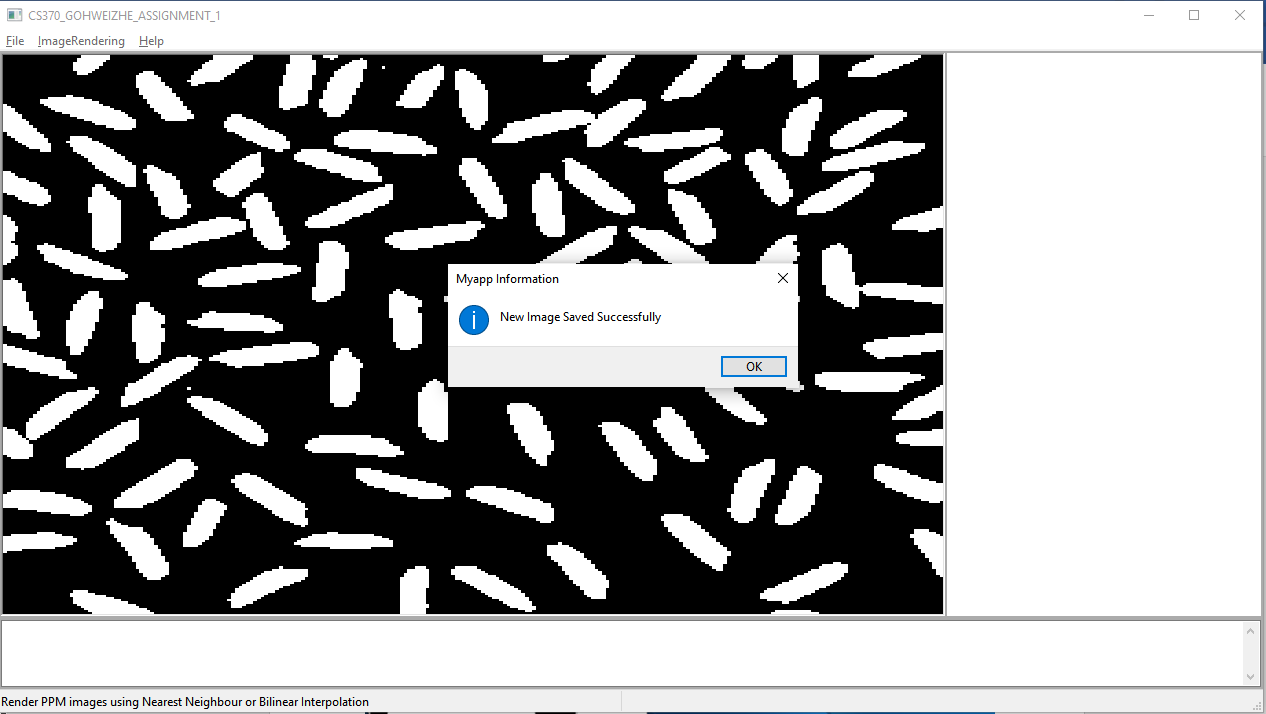 CS370_GOHWEIZHE_ASSIGNMENT_1
File ImageRendering Help
Myapp Information
New Image Saved Successfully
OK
Render PPM images using Nearest Neighbour or Bilinear Interpolation